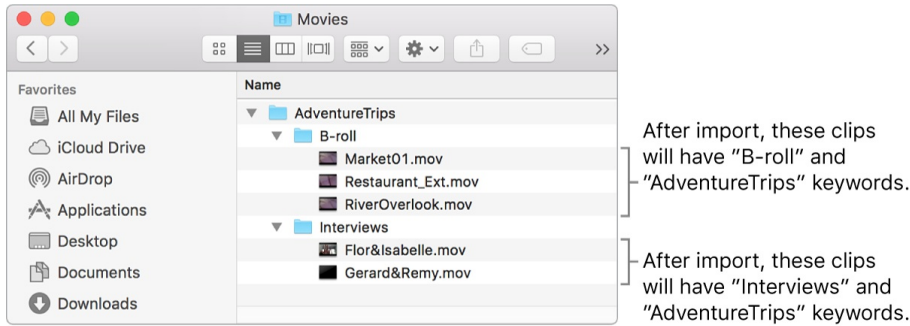 Movies
Favorites
All My Files
iCloud Drive
AirDrop
Applications
Desktop
Documents
Downloads
Name
AdventureTrips
B-roll
Market01.mov
Restaurant_Ext.mov
RiverOverlook.mov
Interviews
Flor&Isabelle.mov
Gerard&Remy.mov
After import, these clips
will have ”B-roll” and
”AdventureTrips” keywords.
After import, these clips
will have ”Interviews” and
”AdventureTrips” keywords.